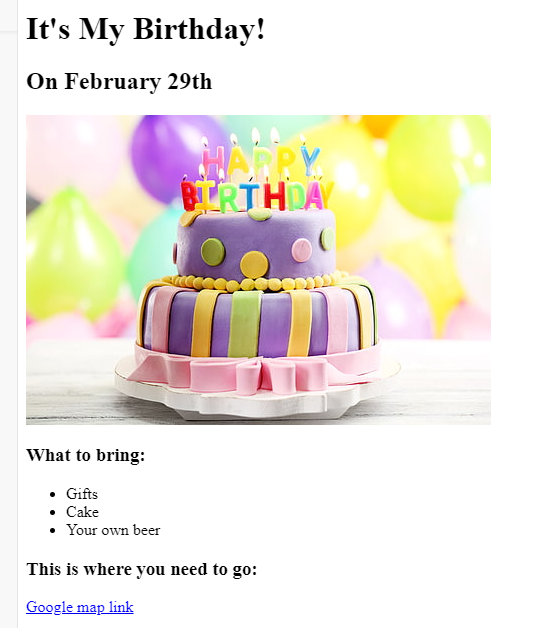 It's My Birthday!
On February 29th
HAPPY
BIRTHDAY
What to bring:
Gifts
Cake
Your own beer
This is where you need to go:
Google map link